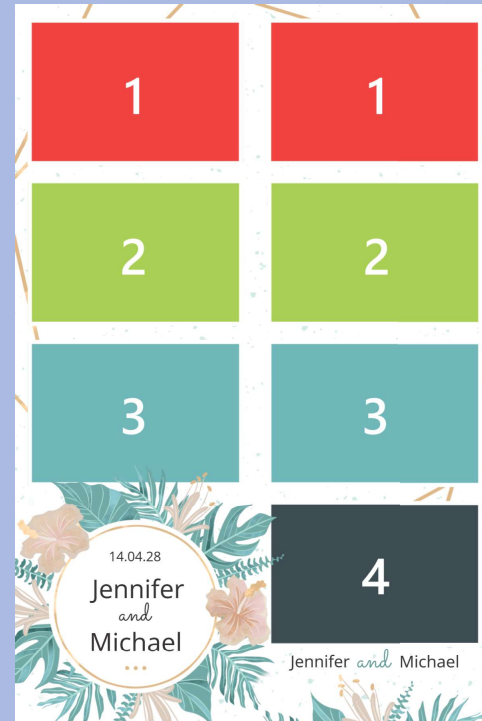 1 1
2 2
3 3
4
14.04.28
Jennifer
and
Michael
Jennifer and Michael